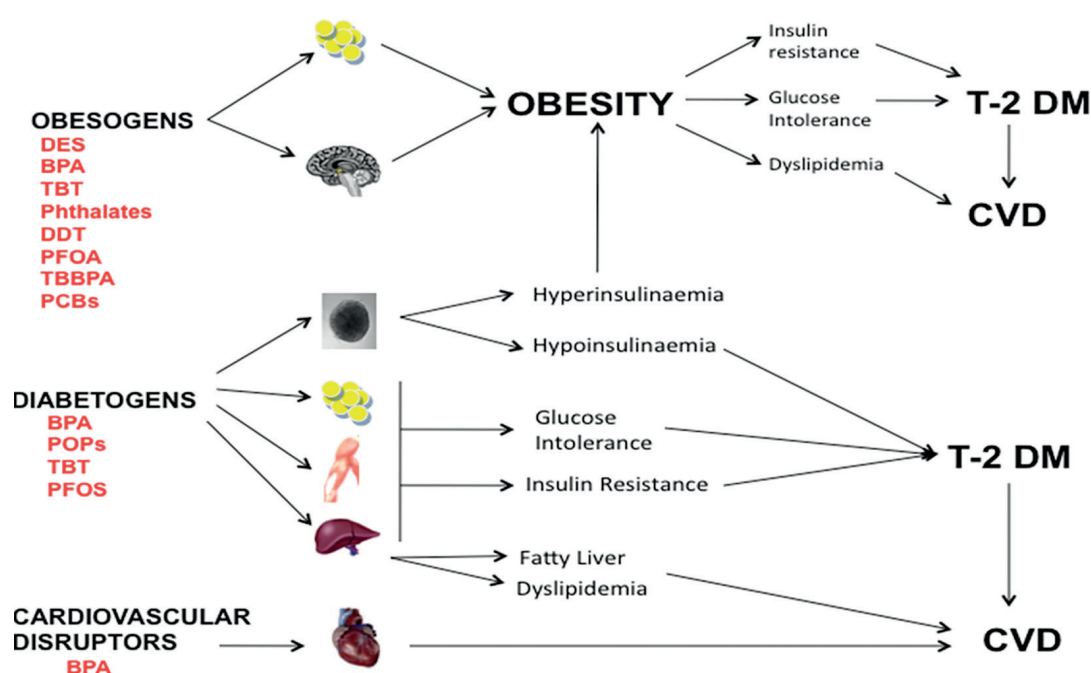 OBESOGENS
DES
BPA
TBT
Phthalates
DDT
PFOA
TBBPA
PCBs
OBESITY
Insulin
resistance
Glucose
Intolerance
Dyslipidemia
T-2 DM
CVD
DIABETOGENS
BPA
POPs
TBT
PFOS
Hyperinsulinaemia
Hypoinsulinaemia
Glucose
Intolerance
Insulin Resistance
Fatty Liver
Dyslipidemia
T-2 DM
CARDIOVASCULAR
DISRUPTORS
BPA
CVD